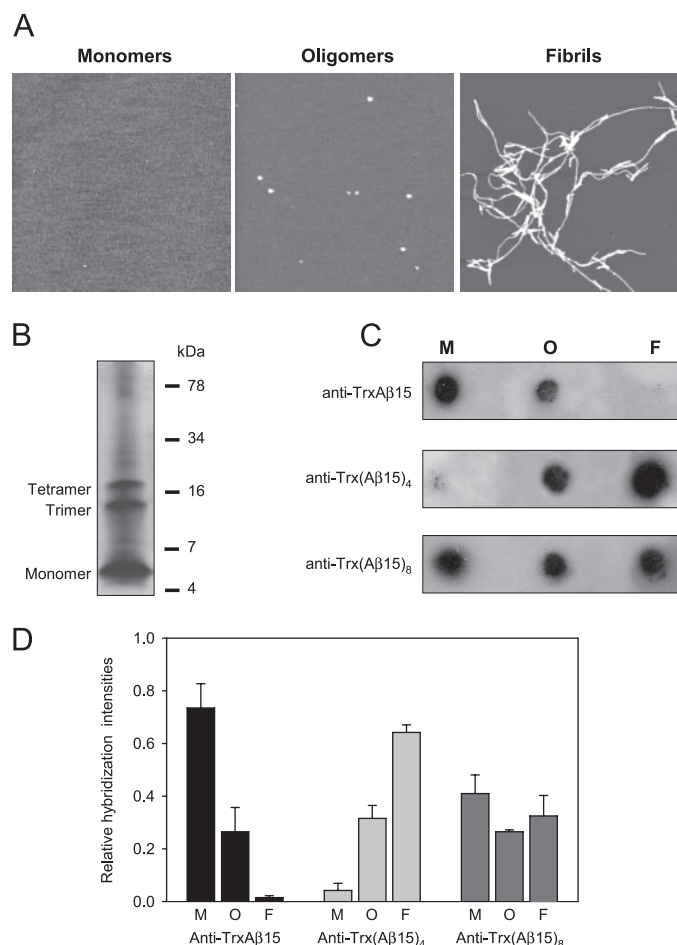 A
Monomers Oligomers Fibrils
B
kDa
78
34
Tetramer 16
Trimer
7
Monomer
4
C
M O F
anti-TrxAβ15
anti-Trx(Aβ15)₄
anti-Trx(Aβ15)₈
D
Relative hybridization intensities
1.0
0.8
0.6
0.4
0.2
0.0
M O F M O F M O F
Anti-TrxAβ15 Anti-Trx(Aβ15)₄ Anti-Trx(Aβ15)₈